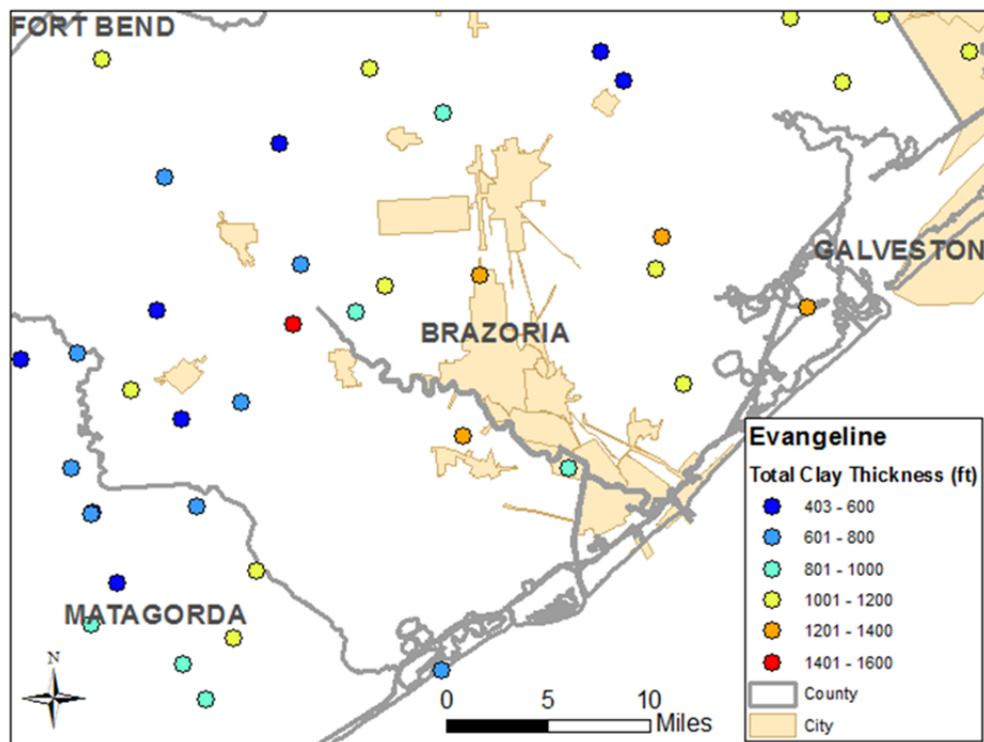 FORT BEND
GALVESTON
BRAZORIA
MATAGORDA
N
0 5 10
Miles
Evangeline
Total Clay Thickness (ft)
403 - 600
601 - 800
801 - 1000
1001 - 1200
1201 - 1400
1401 - 1600
County
City